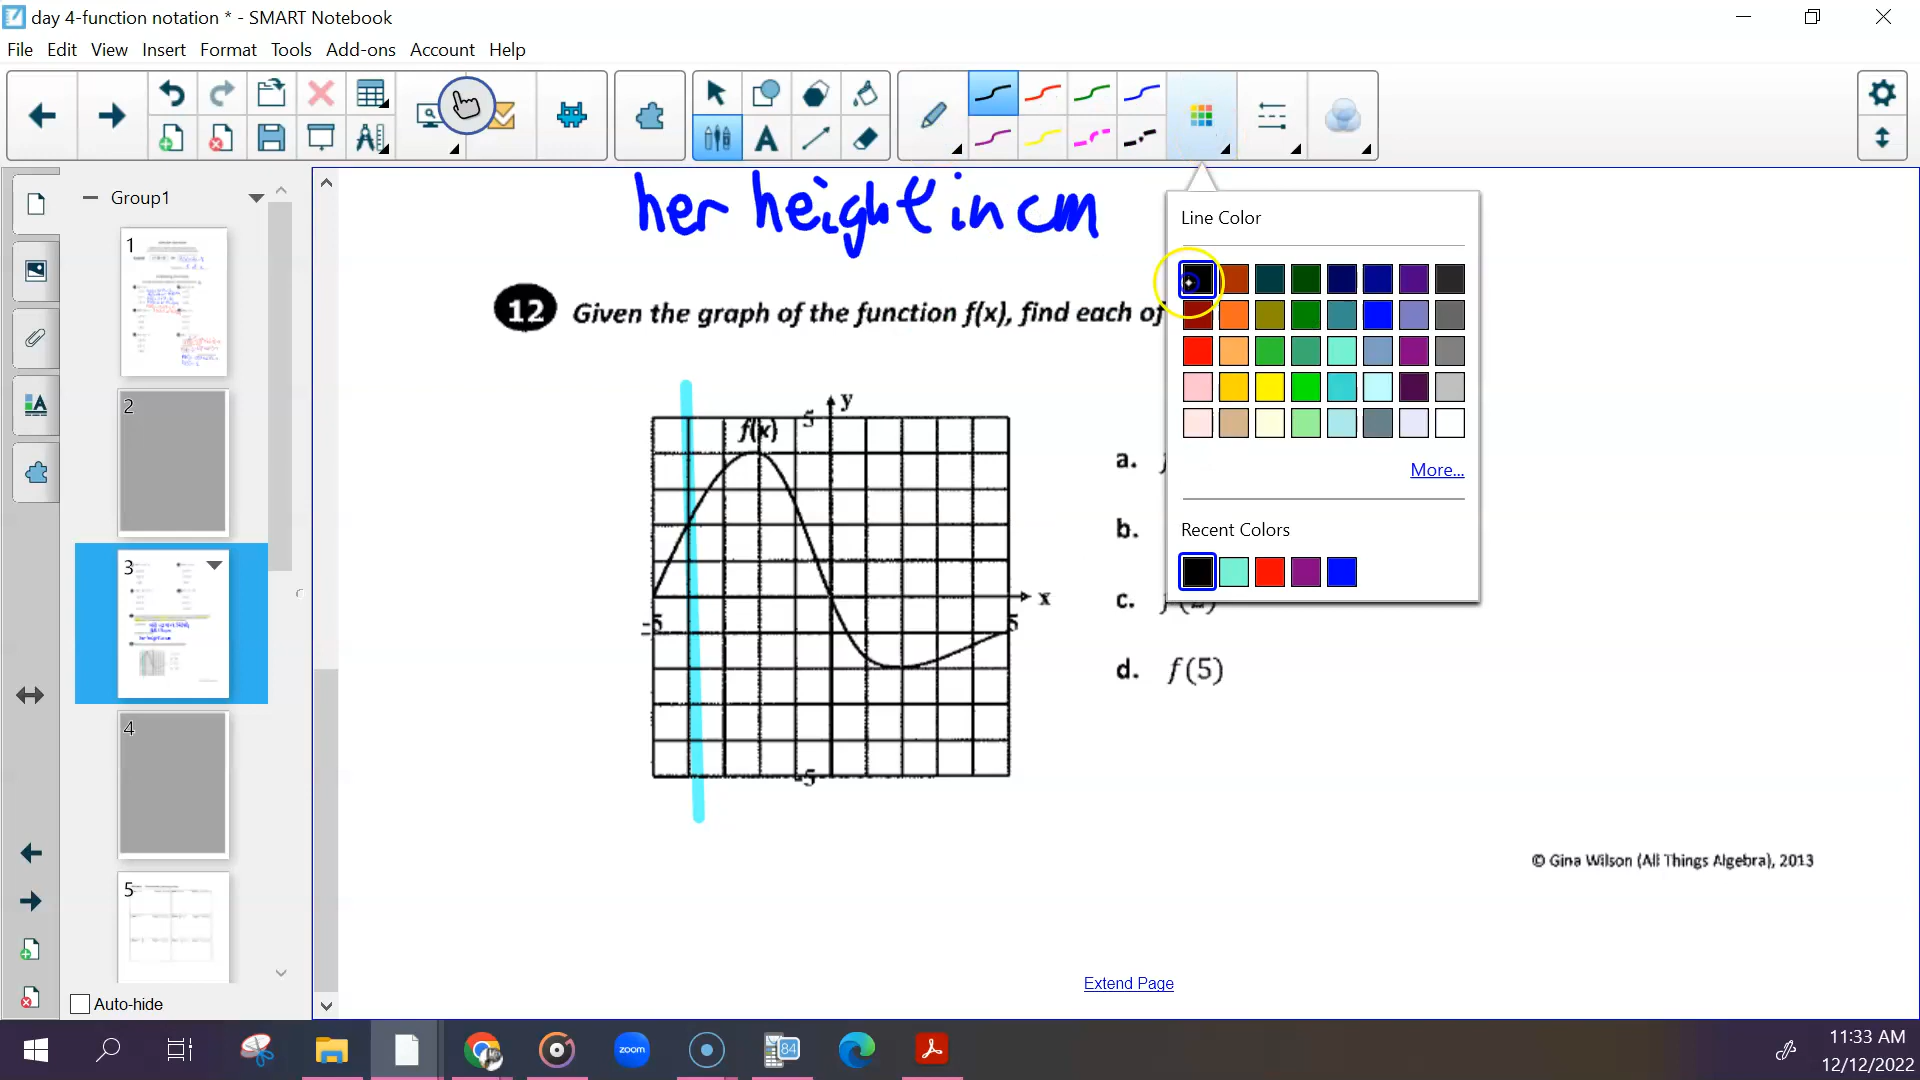 day 4-function notation * - SMART Notebook
File Edit View Insert Format Tools Add-ons Account Help
Group1
1
2
3
4
5
Auto-hide
her height in cm
12 Given the graph of the function f(x), find each of
y
5
f(x)
x
-5
5
-5
a.
b.
c. f(2)
d. f(5)
Line Color
More...
Recent Colors
© Gina Wilson (All Things Algebra), 2013
Extend Page
zoom
84
11:33 AM
12/12/2022